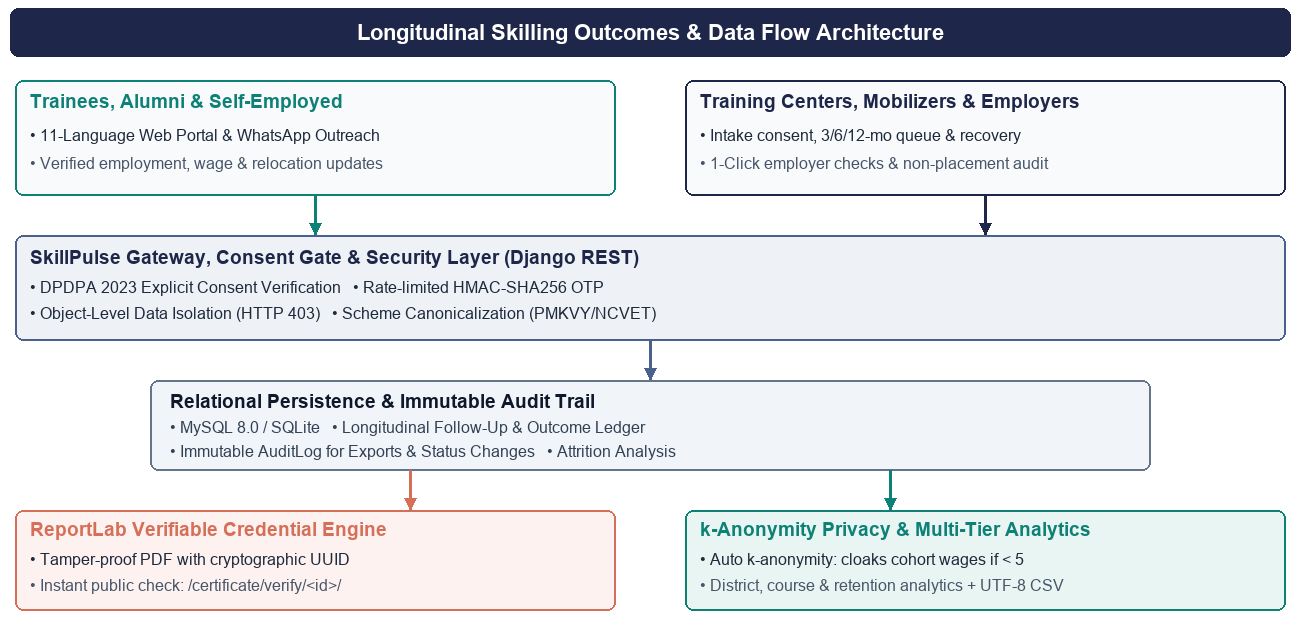 Longitudinal Skilling Outcomes & Data Flow Architecture
Trainees, Alumni & Self-Employed
• 11-Language Web Portal & WhatsApp Outreach
• Verified employment, wage & relocation updates
Training Centers, Mobilizers & Employers
• Intake consent, 3/6/12-mo queue & recovery
• 1-Click employer checks & non-placement audit
SkillPulse Gateway, Consent Gate & Security Layer (Django REST)
• DPDPA 2023 Explicit Consent Verification • Rate-limited HMAC-SHA256 OTP
• Object-Level Data Isolation (HTTP 403) • Scheme Canonicalization (PMKVY/NCVET)
Relational Persistence & Immutable Audit Trail
• MySQL 8.0 / SQLite • Longitudinal Follow-Up & Outcome Ledger
• Immutable AuditLog for Exports & Status Changes • Attrition Analysis
ReportLab Verifiable Credential Engine
• Tamper-proof PDF with cryptographic UUID
• Instant public check: /certificate/verify/<id>/
k-Anonymity Privacy & Multi-Tier Analytics
• Auto k-anonymity: cloaks cohort wages if < 5
• District, course & retention analytics + UTF-8 CSV